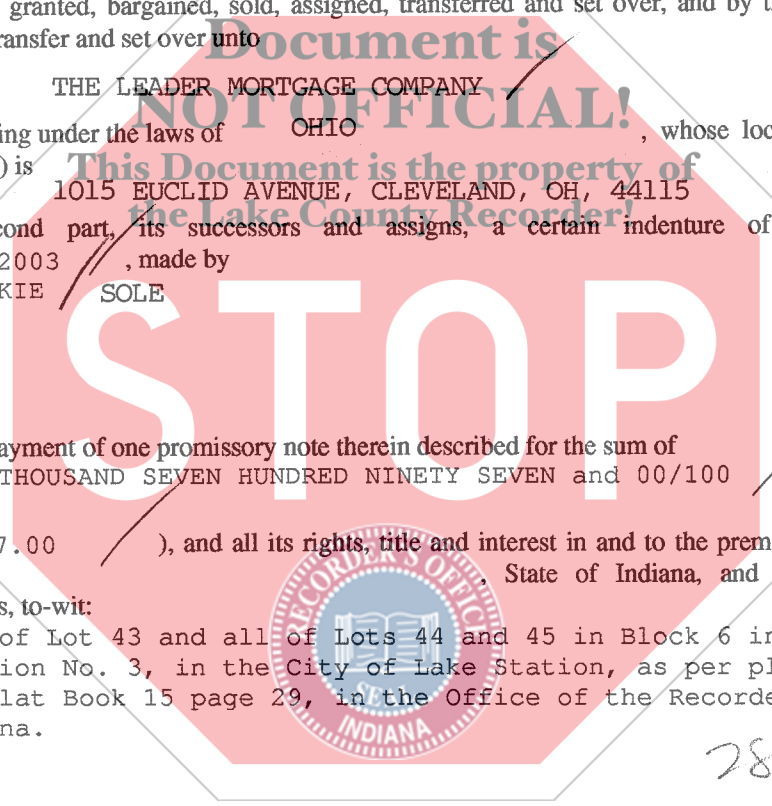 granted, bargained, sold, assigned, transferred and set over, and by t
ransfer and set over unto
Document is
THE LEADER MORTGAGE COMPANY
NOT OFFICIAL!
ing under the laws of OHIO , whose loc
) is
This Document is the property of
1015 EUCLID AVENUE, CLEVELAND, OH, 44115
the Lake County Recorder!
cond part, its successors and assigns, a certain indenture of
2003 , made by
KIE SOLE
STOP
ayment of one promissory note therein described for the sum of
THOUSAND SEVEN HUNDRED NINETY SEVEN and 00/100
7.00 ), and all its rights, title and interest in and to the prem
, State of Indiana, and
s, to-wit:
of Lot 43 and all of Lots 44 and 45 in Block 6 in
ion No. 3, in the City of Lake Station, as per pl
lat Book 15 page 29, in the Office of the Recorde
na.
RECORDER'S OFFICE
SEAL
INDIANA
28